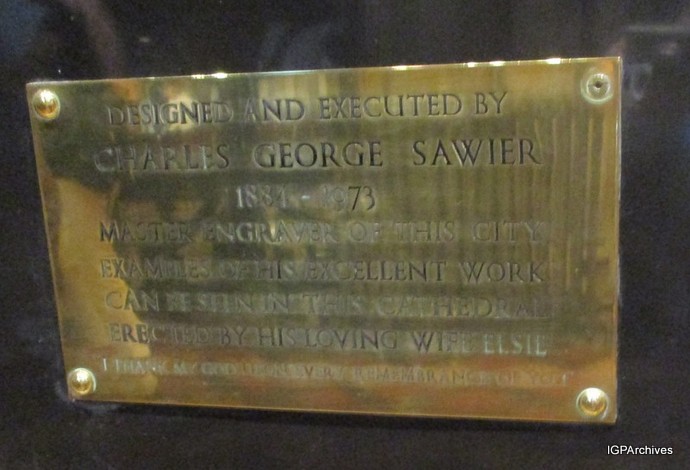 DESIGNED AND EXECUTED BY
CHARLES GEORGE SAWIER
1884 - 1973
MASTER ENGRAVER OF THIS CITY
EXAMPLES OF HIS EXCELLENT WORK
CAN BE SEEN IN THIS CATHEDRAL
ERECTED BY HIS LOVING WIFE ELSIE
I THANK MY GOD UPON EVERY REMEMBRANCE OF YOU
IGPArchives